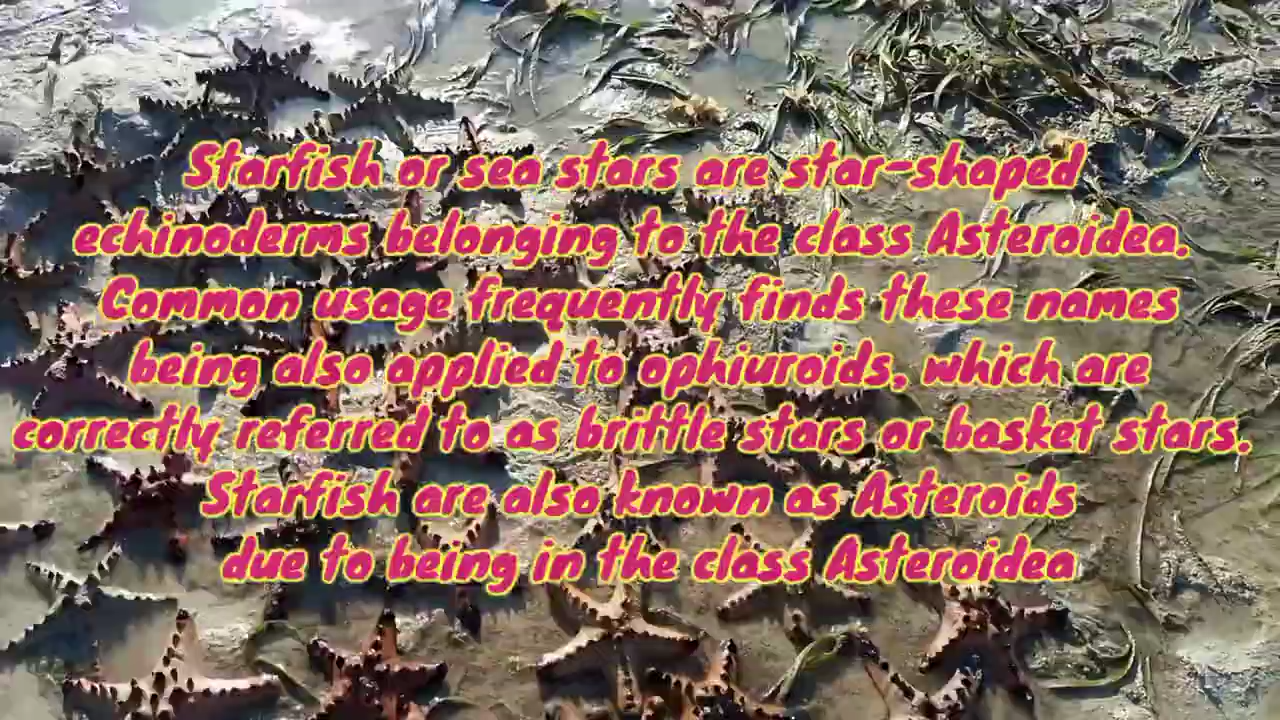 Starfish or sea stars are star-shaped
echinoderms belonging to the class Asteroidea.
Common usage frequently finds these names
being also applied to ophiuroids, which are
correctly referred to as brittle stars or basket stars.
Starfish are also known as Asteroids
due to being in the class Asteroidea